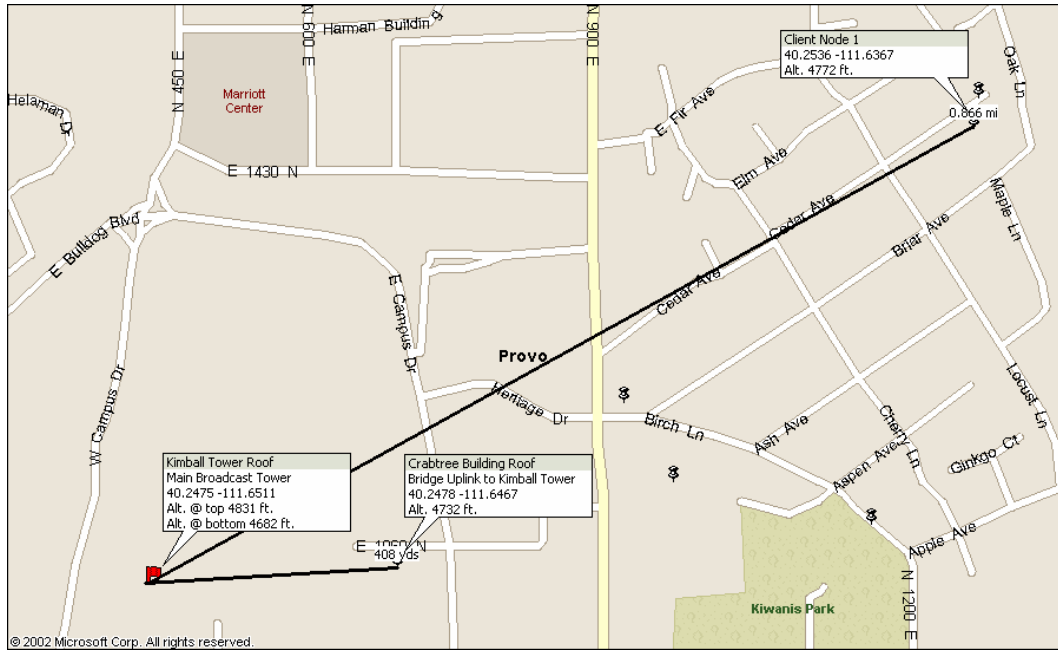 Harman Building
N 600 E
N 900 E
N 450 E
Client Node 1
40.2536 -111.6367
Alt. 4772 ft.
Oak Ln
Helaman Dr
Marriott
Center
E Fir Ave
0.866 mi
E 1430 N
Elm Ave
Maple Ln
Cedar Ave
Briar Ave
E Bulldog Blvd
E Campus Dr
Cedar Ave
Provo
W Campus Dr
Heritage Dr
Locust Ln
Birch Ln
Ash Ave
Cherry Ln
Ginkgo Ct
Aspen Ave
Kimball Tower Roof
Main Broadcast Tower
40.2475 -111.6511
Alt. @ top 4831 ft.
Alt. @ bottom 4682 ft.
Crabtree Building Roof
Bridge Uplink to Kimball Tower
40.2478 -111.6467
Alt. 4732 ft.
E 1060 N
408 yds
Apple Ave
N 1200 E
Kiwanis Park
© 2002 Microsoft Corp. All rights reserved.